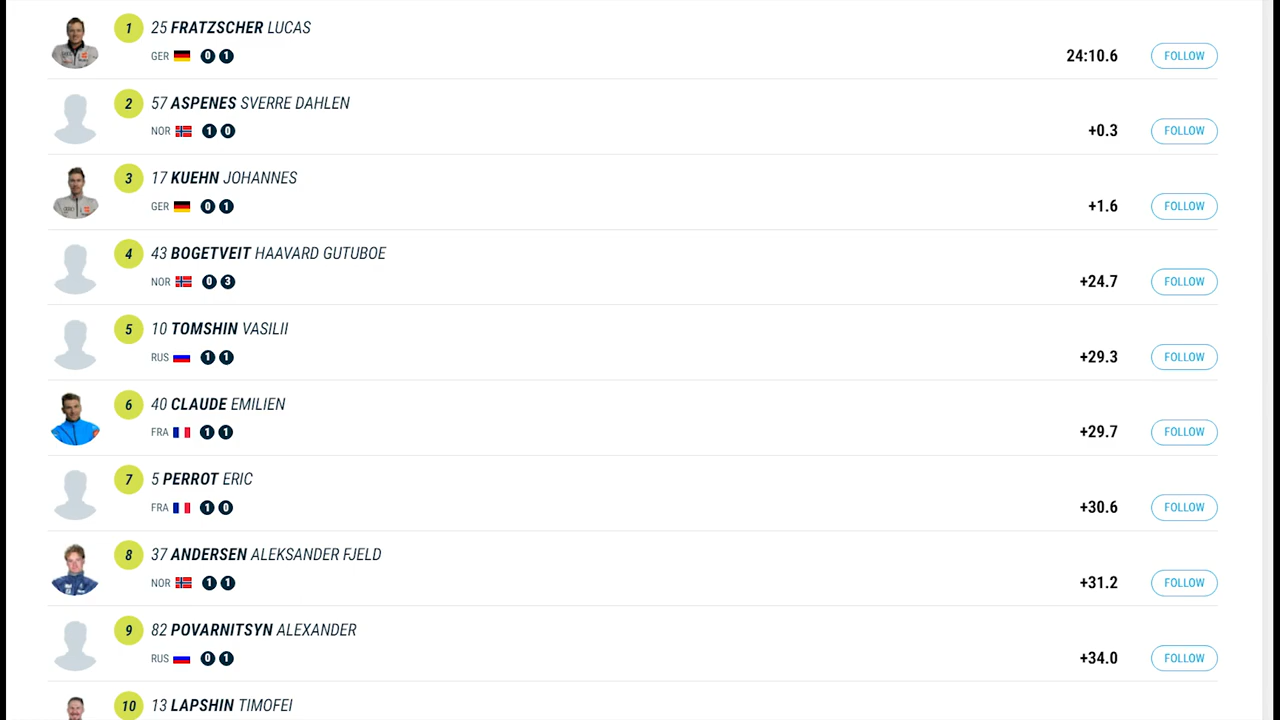 1 25 FRATZSCHER LUCAS
GER 0 1 24:10.6 FOLLOW
2 57 ASPENES SVERRE DAHLEN
NOR 1 0 +0.3 FOLLOW
3 17 KUEHN JOHANNES
GER 0 1 +1.6 FOLLOW
4 43 BOGETVEIT HAAVARD GUTUBOE
NOR 0 3 +24.7 FOLLOW
5 10 TOMSHIN VASILII
RUS 1 1 +29.3 FOLLOW
6 40 CLAUDE EMILIEN
FRA 1 1 +29.7 FOLLOW
7 5 PERROT ERIC
FRA 1 0 +30.6 FOLLOW
8 37 ANDERSEN ALEKSANDER FJELD
NOR 1 1 +31.2 FOLLOW
9 82 POVARNITSYN ALEXANDER
RUS 0 1 +34.0 FOLLOW
10 13 LAPSHIN TIMOFEI